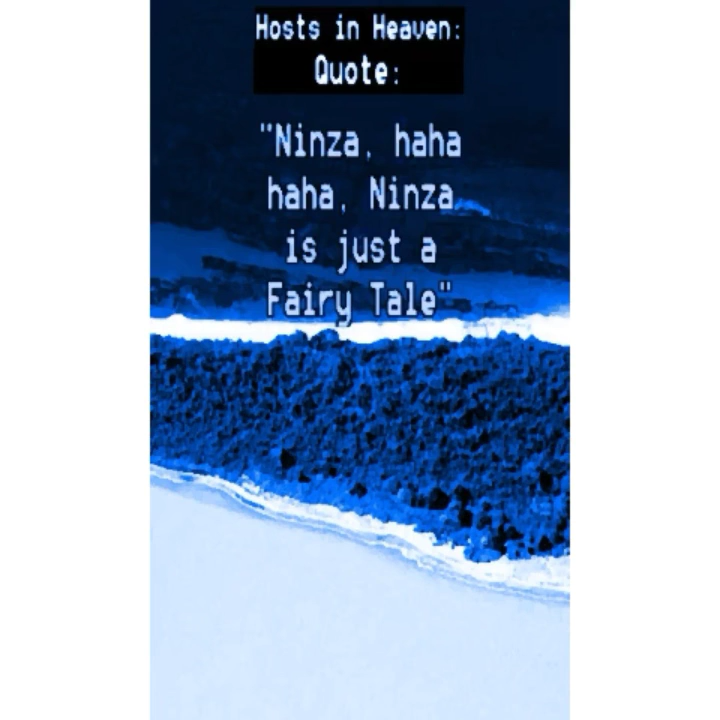 Hosts in Heaven:
Quote:
"Ninza, haha
haha, Ninza
is just a
Fairy Tale"